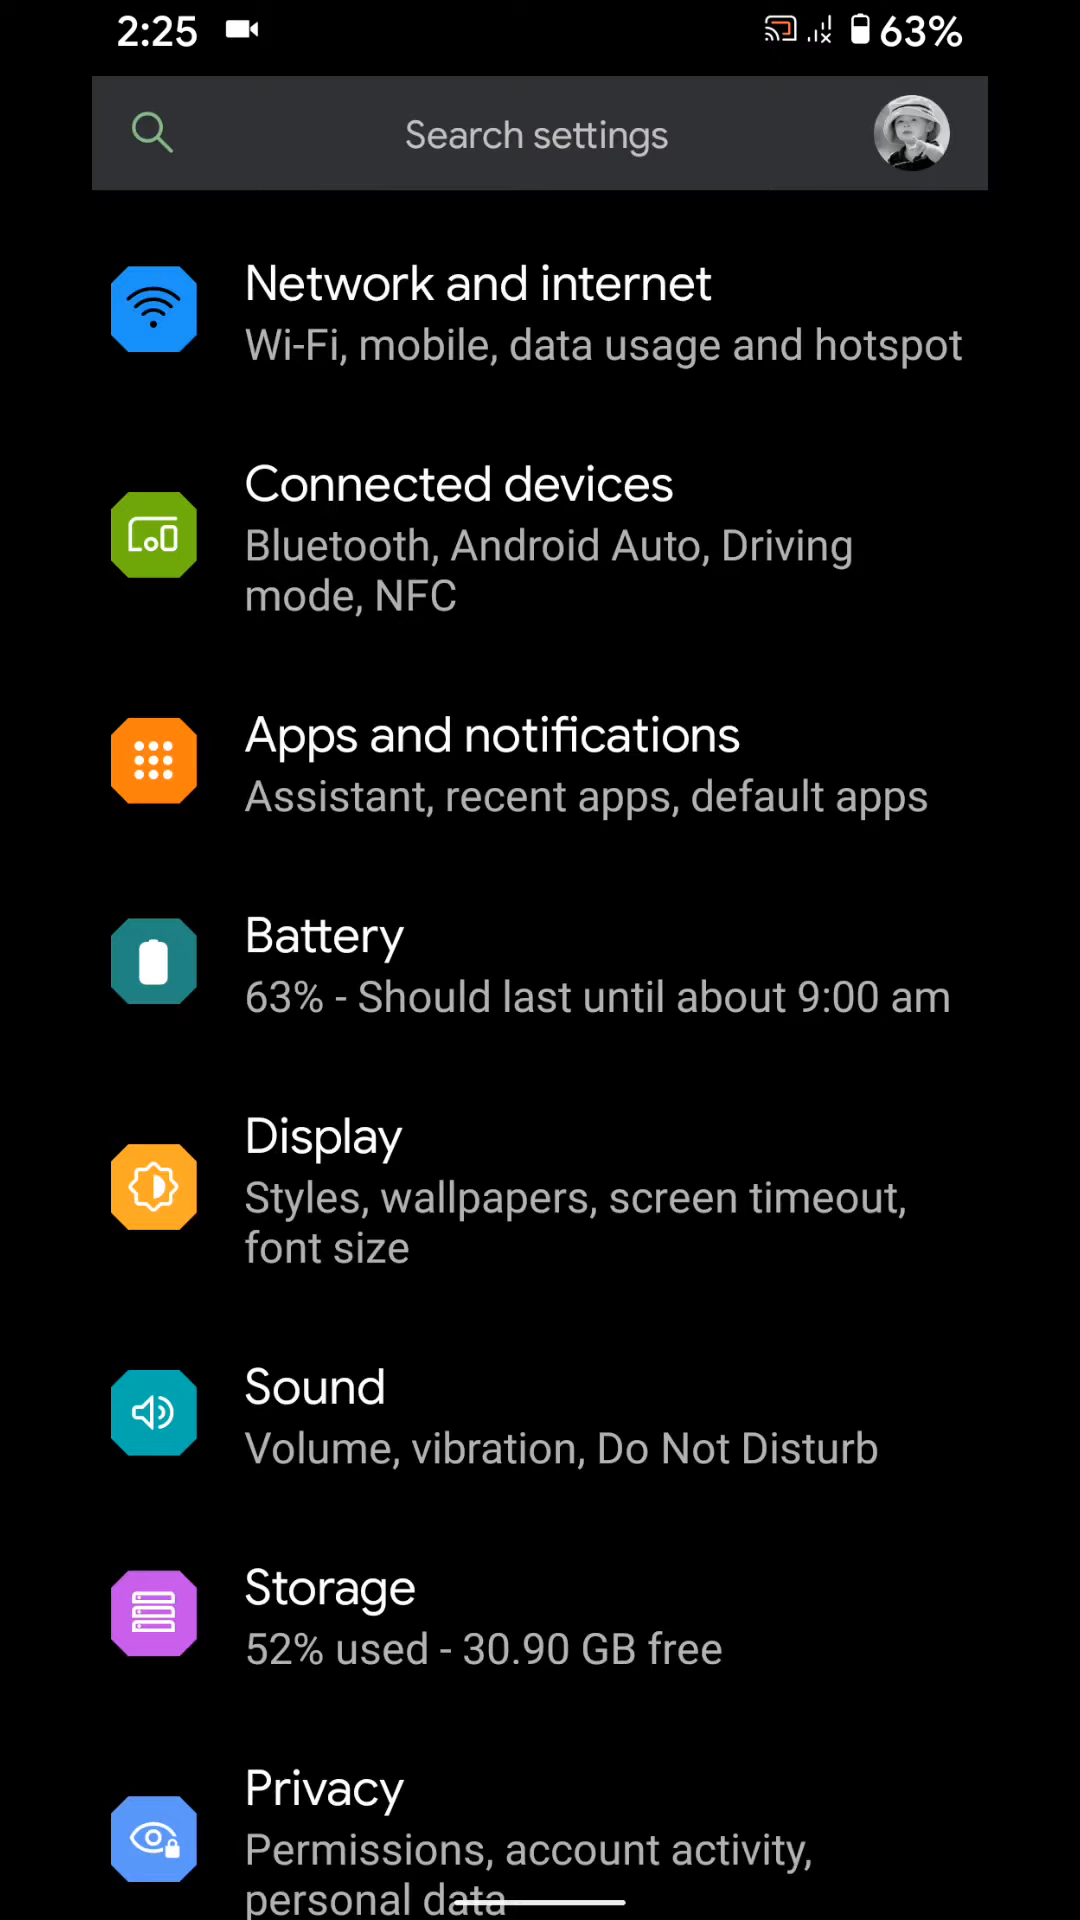 2:25 63%
Search settings
Network and internet
Wi-Fi, mobile, data usage and hotspot
Connected devices
Bluetooth, Android Auto, Driving
mode, NFC
Apps and notifications
Assistant, recent apps, default apps
Battery
63% - Should last until about 9:00 am
Display
Styles, wallpapers, screen timeout,
font size
Sound
Volume, vibration, Do Not Disturb
Storage
52% used - 30.90 GB free
Privacy
Permissions, account activity,
personal data